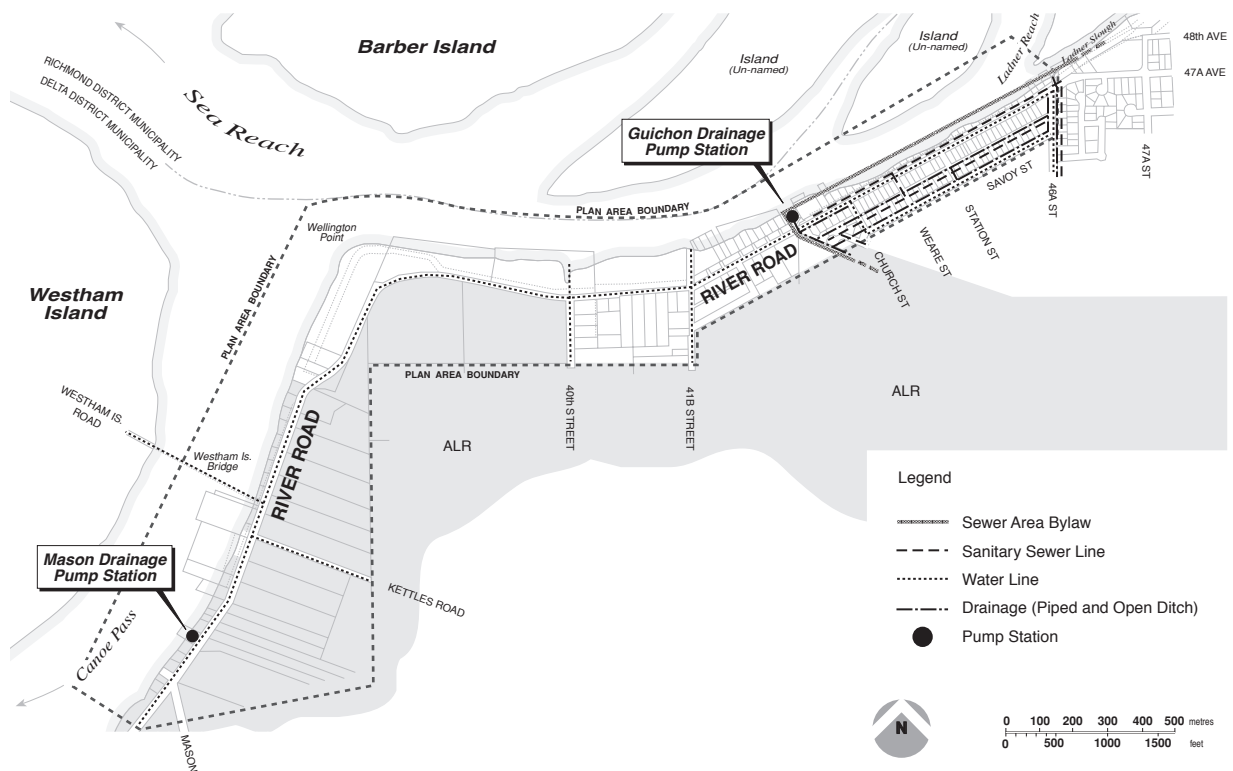 Barber Island
Island
(Un-named)
Island
(Un-named)
Ladner Reach
Ladner Slough
48th AVE
47A AVE
RICHMOND DISTRICT MUNICIPALITY
DELTA DISTRICT MUNICIPALITY
Sea Reach
Guichon Drainage
Pump Station
47A ST
46A ST
SAVOY ST
STATION ST
WEARE ST
CHURCH ST
PLAN AREA BOUNDARY
Wellington
Point
RIVER ROAD
Westham
Island
PLAN AREA BOUNDARY
PLAN AREA BOUNDARY
40th STREET
41B STREET
ALR
ALR
WESTHAM IS.
ROAD
Westham Is.
Bridge
RIVER ROAD
Mason Drainage
Pump Station
KETTLES ROAD
Canoe Pass
MASON
Legend
Sewer Area Bylaw
Sanitary Sewer Line
Water Line
Drainage (Piped and Open Ditch)
Pump Station
N
0 100 200 300 400 500 metres
0 500 1000 1500 feet